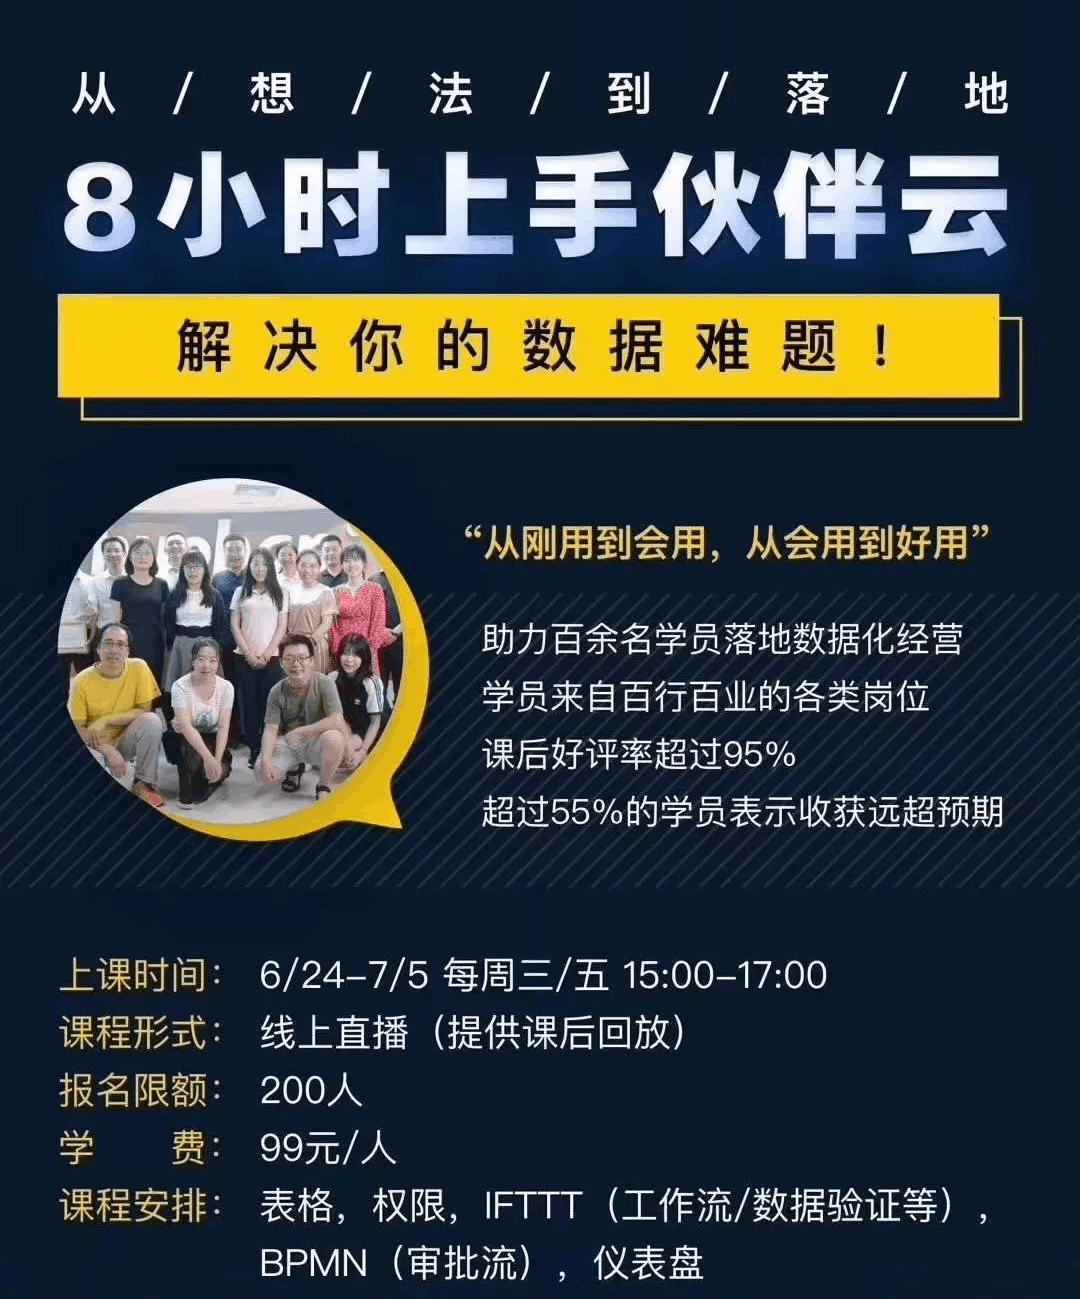 从/想/法/到/落/地
8小时上手伙伴云
解决你的数据难题！
“从刚用到会用，从会用到好用”
助力百余名学员落地数据化经营
学员来自百行百业的各类岗位
课后好评率超过95%
超过55%的学员表示收获远超预期
上课时间：6/24-7/5 每周三/五 15:00-17:00
课程形式：线上直播（提供课后回放）
报名限额：200人
学费：99元/人
课程安排：表格，权限，IFTTT（工作流/数据验证等），
BPMN（审批流），仪表盘